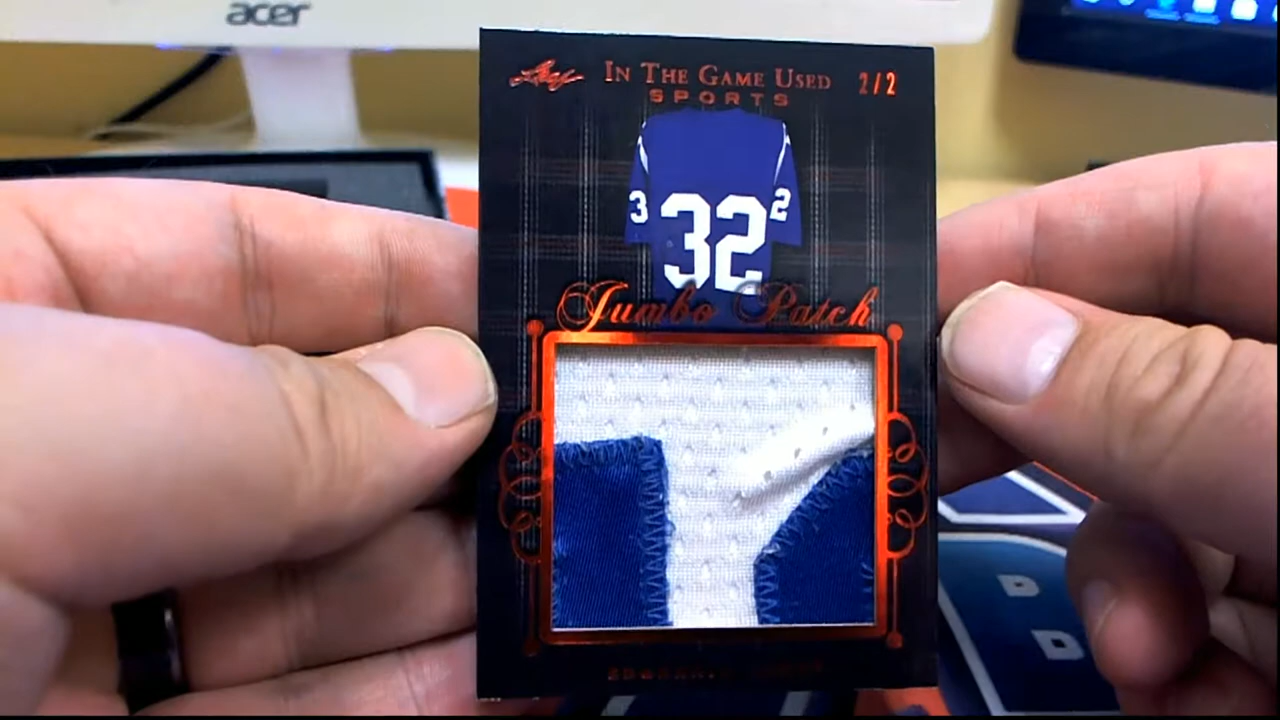 acer
Leaf IN THE GAME USED 2/2
SPORTS
3 32 2
Jumbo Patch